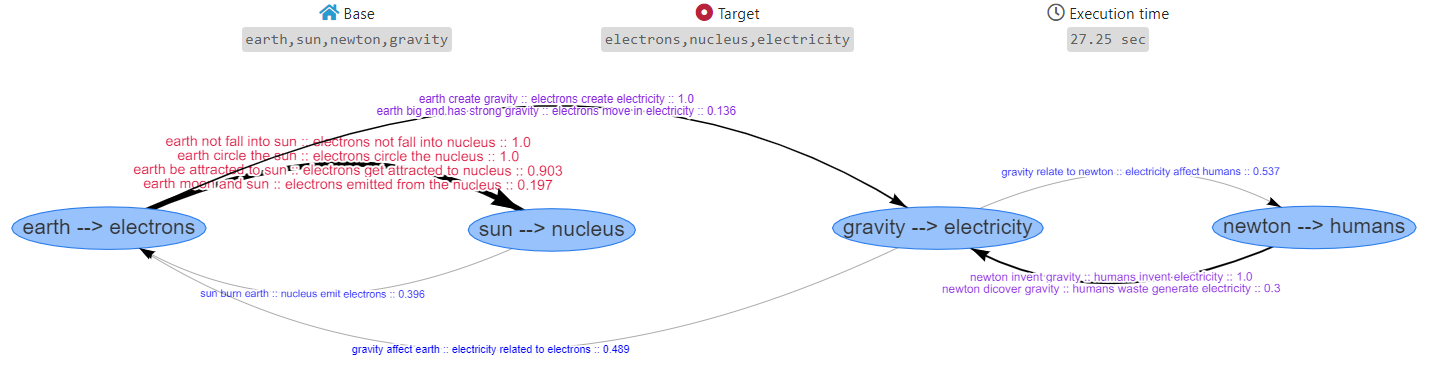 Base
Target
Execution time
earth,sun,newton,gravity
electrons,nucleus,electricity
27.25 sec
earth create gravity :: electrons create electricity :: 1.0
earth big and has strong gravity :: electrons move in electricity :: 0.136
earth not fall into sun :: electrons not fall into nucleus :: 1.0
earth circle the sun :: electrons circle the nucleus :: 1.0
earth be attracted to sun :: electrons get attracted to nucleus :: 0.903
earth moon and sun :: electrons emitted from the nucleus :: 0.197
gravity relate to newton :: electricity affect humans :: 0.537
earth --> electrons
sun --> nucleus
gravity --> electricity
newton --> humans
newton invent gravity :: humans invent electricity :: 1.0
newton dicover gravity :: humans waste generate electricity :: 0.3
sun burn earth :: nucleus emit electrons :: 0.396
gravity affect earth :: electricity related to electrons :: 0.489